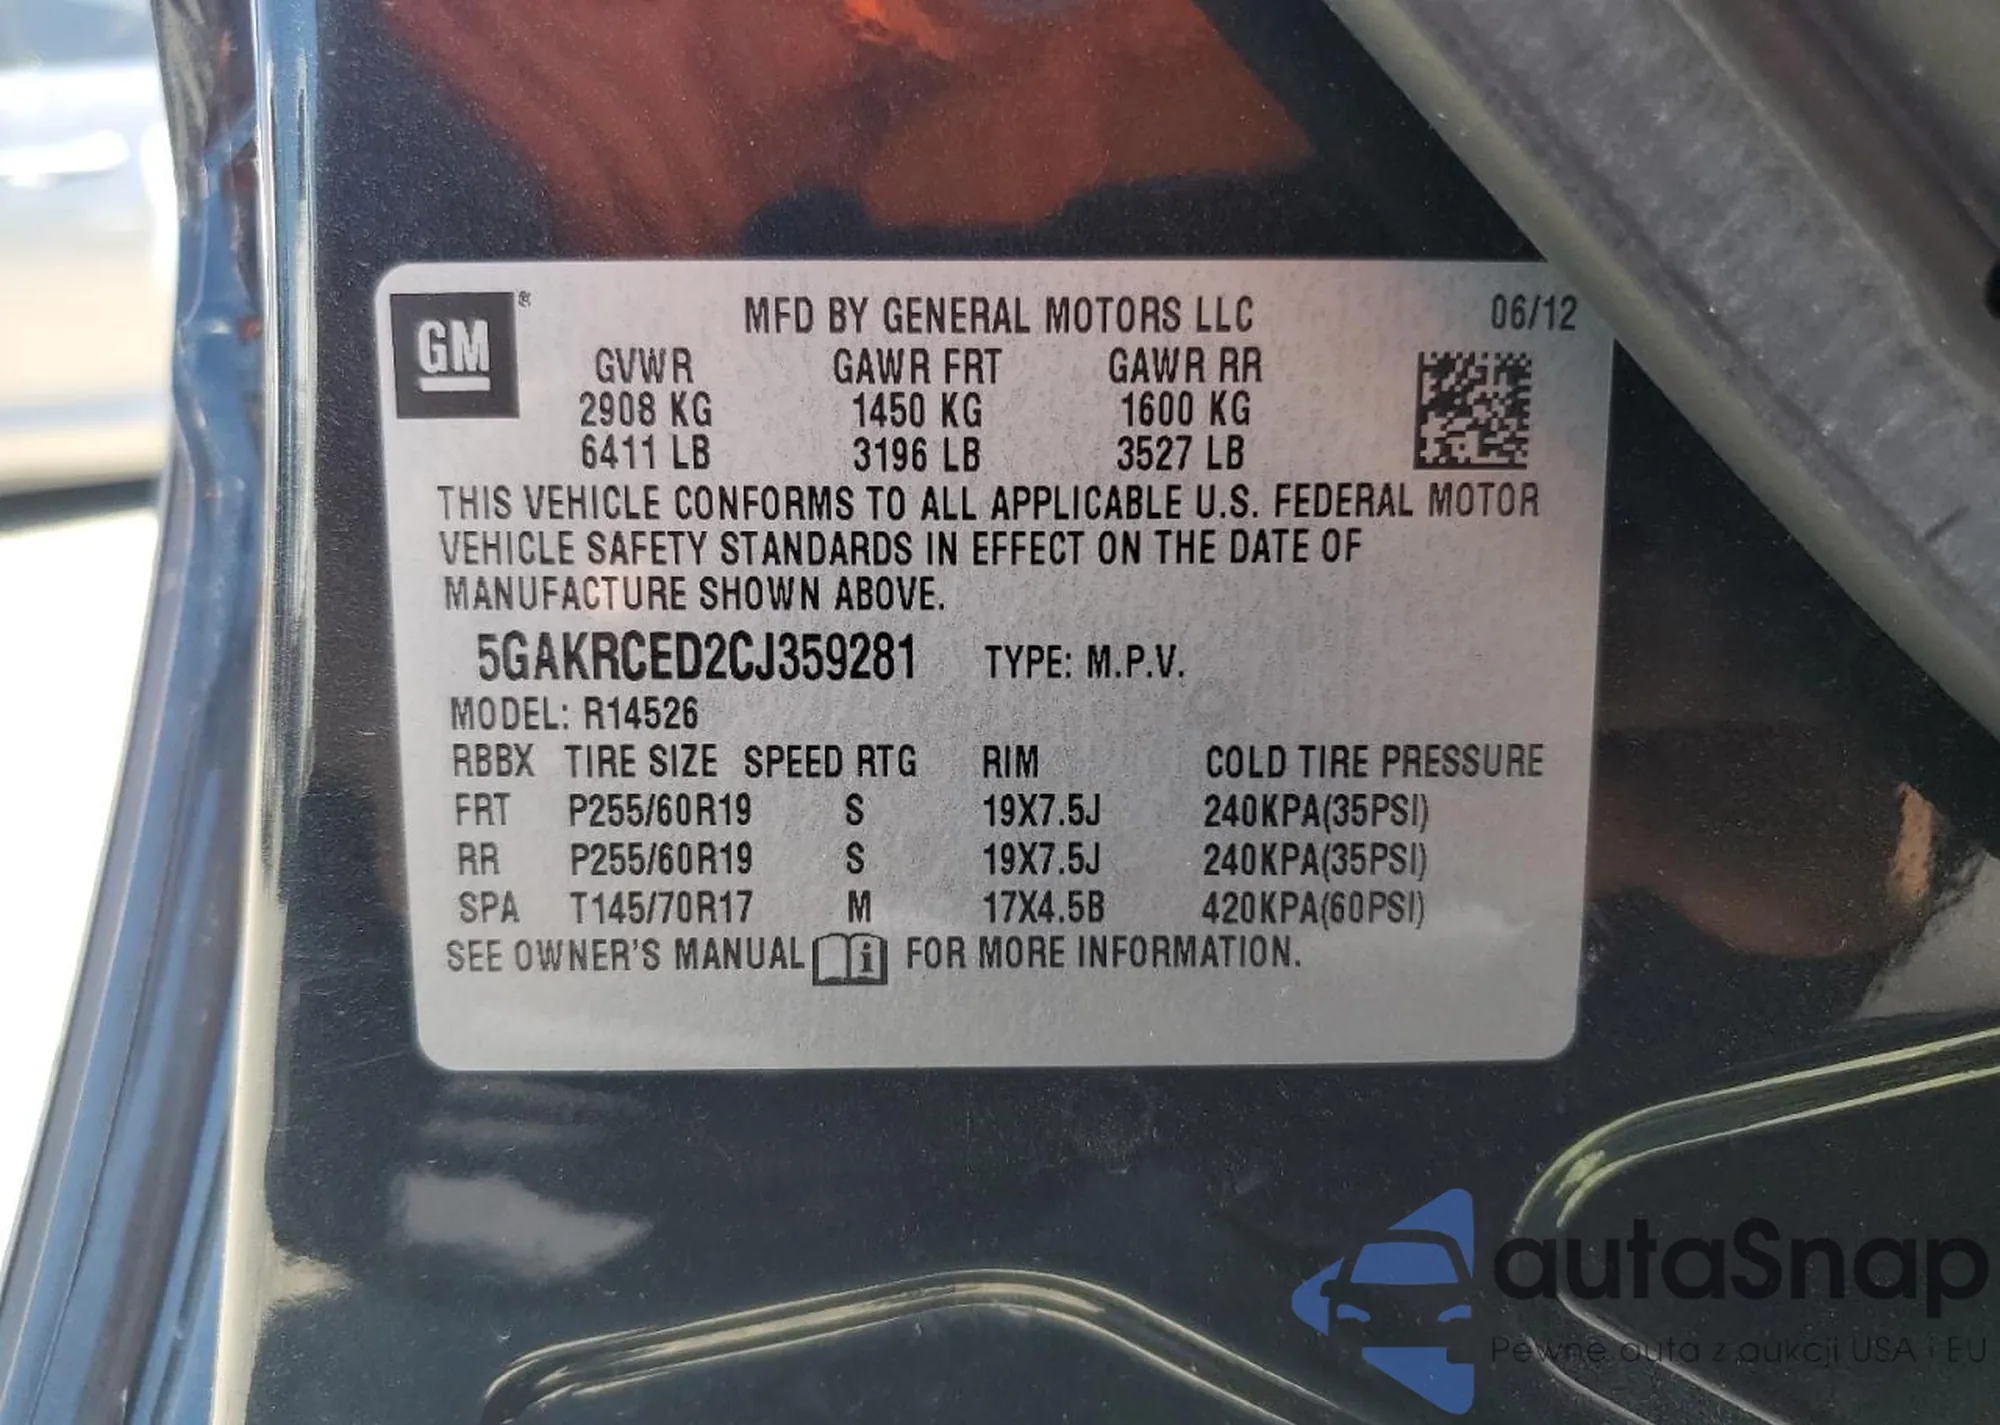 GM ®
MFD BY GENERAL MOTORS LLC 06/12
GVWR GAWR FRT GAWR RR
2908 KG 1450 KG 1600 KG
6411 LB 3196 LB 3527 LB
THIS VEHICLE CONFORMS TO ALL APPLICABLE U.S. FEDERAL MOTOR
VEHICLE SAFETY STANDARDS IN EFFECT ON THE DATE OF
MANUFACTURE SHOWN ABOVE.
5GAKRCED2CJ359281 TYPE: M.P.V.
MODEL: R14526
RBBX TIRE SIZE SPEED RTG RIM COLD TIRE PRESSURE
FRT P255/60R19 S 19X7.5J 240KPA(35PSI)
RR P255/60R19 S 19X7.5J 240KPA(35PSI)
SPA T145/70R17 M 17X4.5B 420KPA(60PSI)
SEE OWNER'S MANUAL i FOR MORE INFORMATION.
autaSnap
Pewne auta z aukcji USA i EU